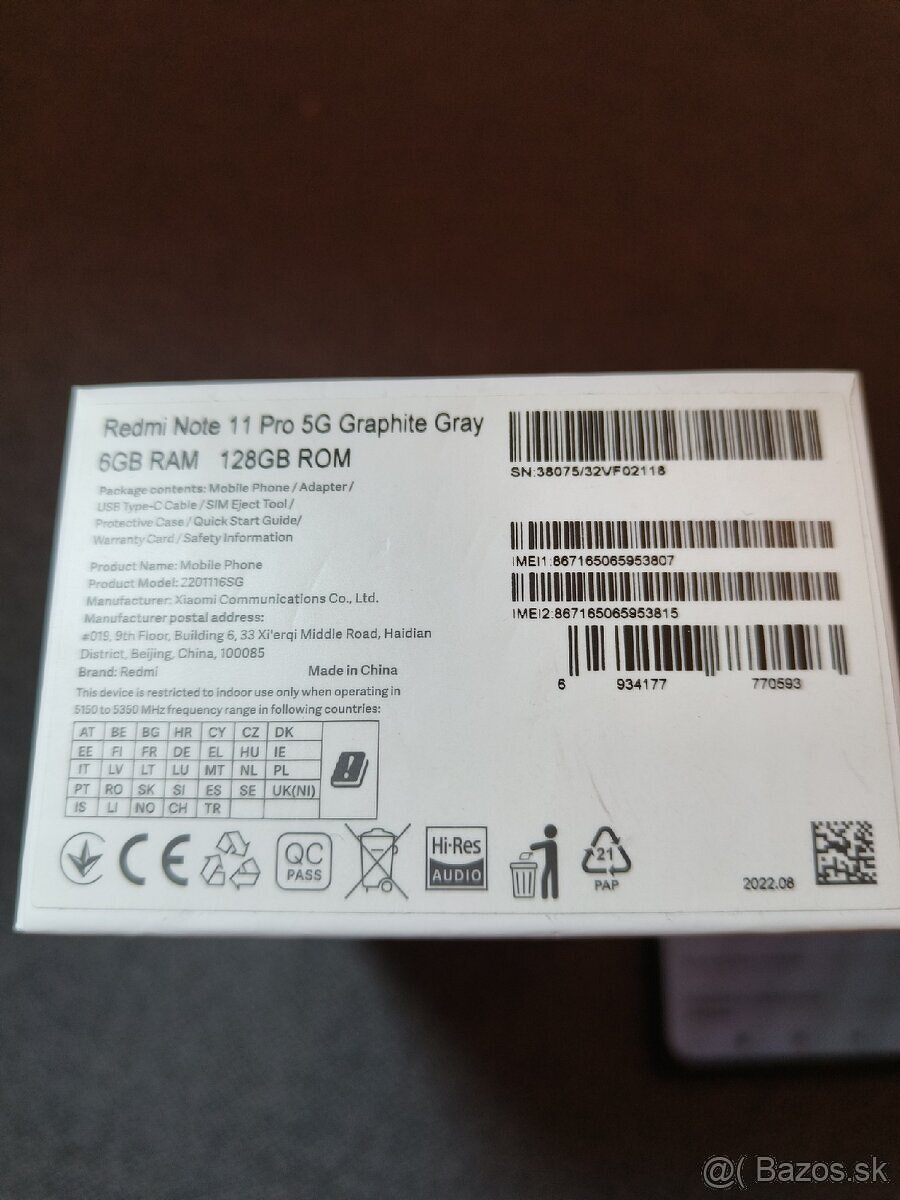 Redmi Note 11 Pro 5G Graphite Gray
6GB RAM 128GB ROM
Package contents: Mobile Phone / Adapter /
USB Type-C Cable / SIM Eject Tool /
Protective Case / Quick Start Guide/
Warranty Card / Safety Information
Product Name: Mobile Phone
Product Model: 2201116SG
Manufacturer: Xiaomi Communications Co., Ltd.
Manufacturer postal address:
#019, 9th Floor, Building 6, 33 Xi'erqi Middle Road, Haidian
District, Beijing, China, 100085
Brand: Redmi Made in China
This device is restricted to indoor use only when operating in
5150 to 5350 MHz frequency range in following countries:
AT BE BG HR CY CZ DK
EE FI FR DE EL HU IE
IT LV LT LU MT NL PL
PT RO SK SI ES SE UK(NI)
IS LI NO CH TR
SN:38075/32VF02118
IMEI1:867165065953807
IMEI2:867165065953815
6 934177 770593
CE
QC
PASS
Hi-Res
AUDIO
21
PAP
2022.08
@( Bazos.sk